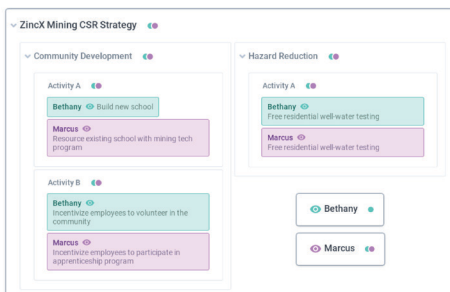 ZincX Mining CSR Strategy
Community Development
Activity A
Bethany Build new school
Marcus
Resource existing school with mining tech
program
Activity B
Bethany
Incentivize employees to volunteer in the
community
Marcus
Incentivize employees to participate in
apprenticeship program
Hazard Reduction
Activity A
Bethany
Free residential well-water testing
Marcus
Free residential well-water testing
Bethany
Marcus